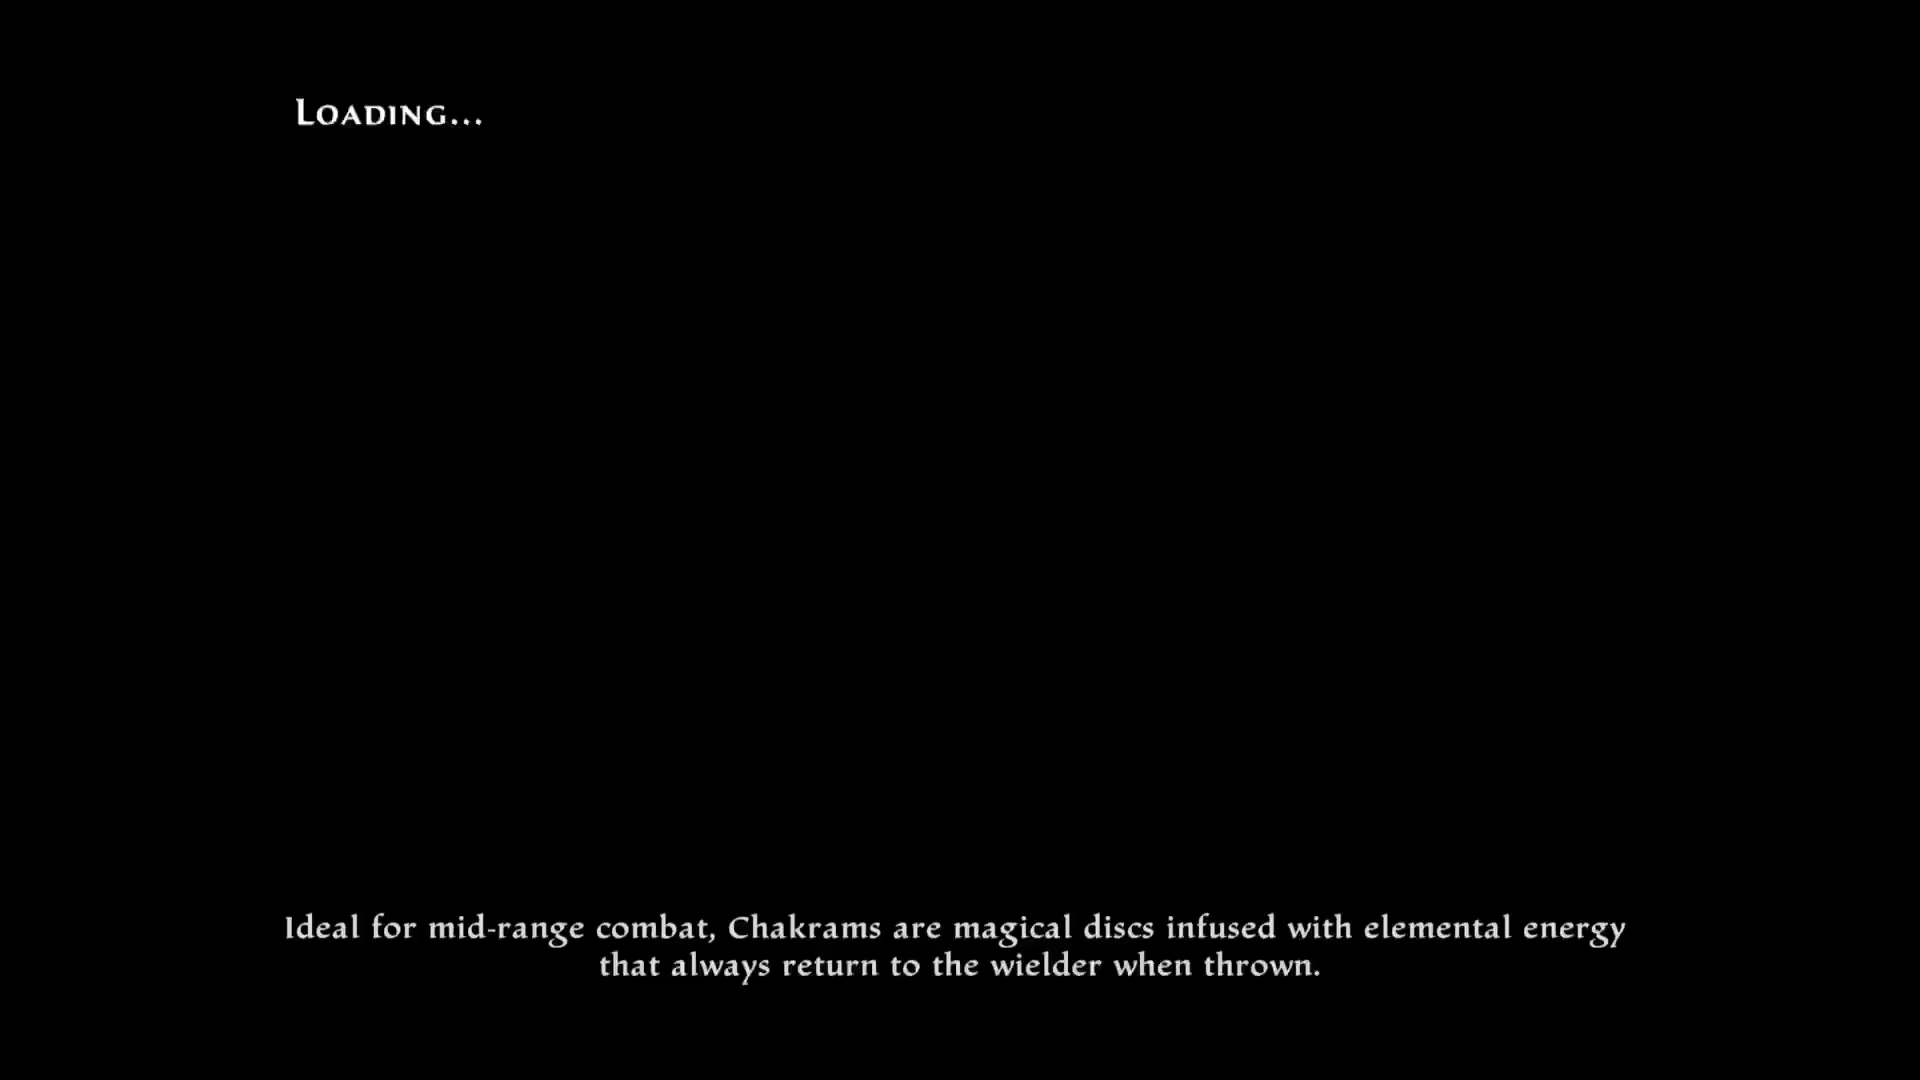 Loading...
Ideal for mid-range combat, Chakrams are magical discs infused with elemental energy
that always return to the wielder when thrown.